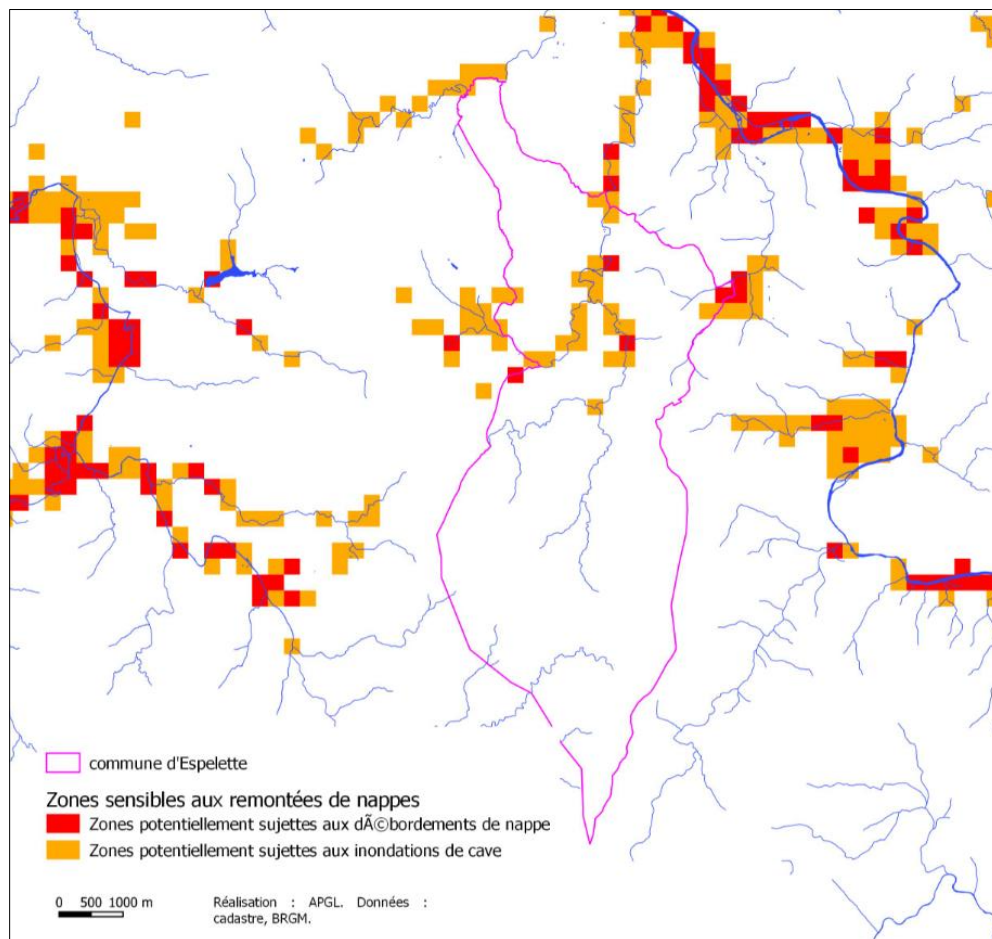 commune d'Espelette
Zones sensibles aux remontées de nappes
Zones potentiellement sujettes aux dÃ©bordements de nappe
Zones potentiellement sujettes aux inondations de cave
0 500 1000 m
Réalisation : APGL. Données :
cadastre, BRGM.